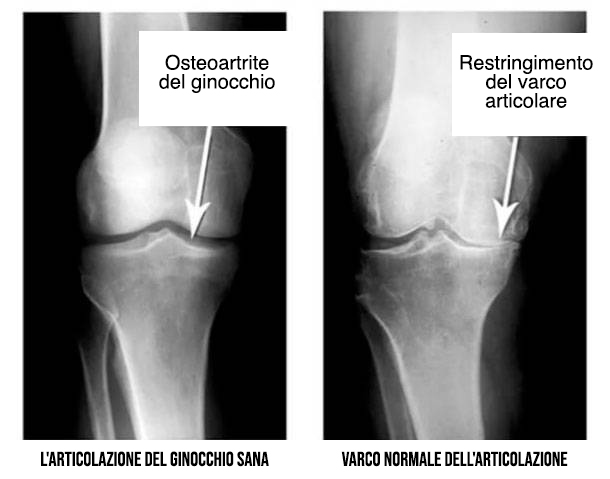 Osteoartrite
del ginocchio
Restringimento
del varco
articolare
L'ARTICOLAZIONE DEL GINOCCHIO SANA
VARCO NORMALE DELL'ARTICOLAZIONE